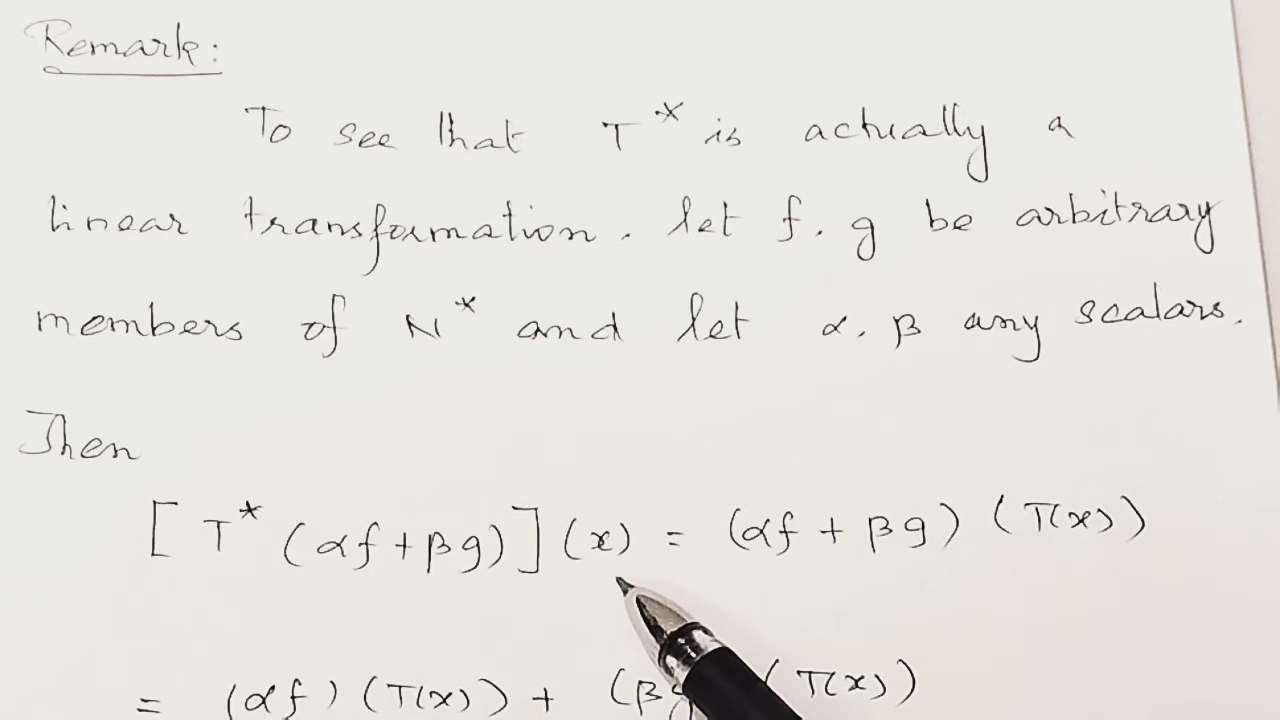 Remark:
To see that T* is actually a
linear transformation. let f, g be arbitrary
members of N* and let α, β any scalars.
Then
[T*(αf+βg)](x) = (αf + βg) (T(x))
= (αf) (T(x)) + (βg) (T(x))